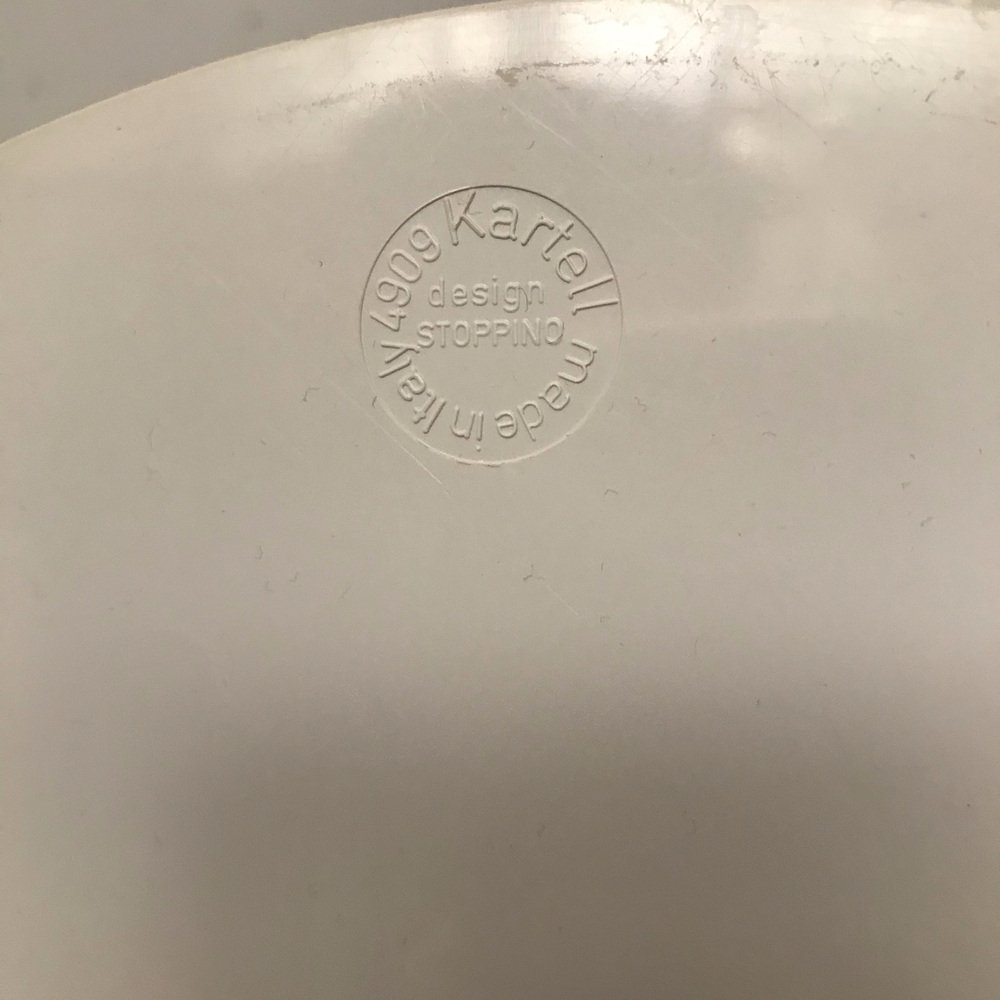 Kartell
made in Italy
4909
design
STOPPINO